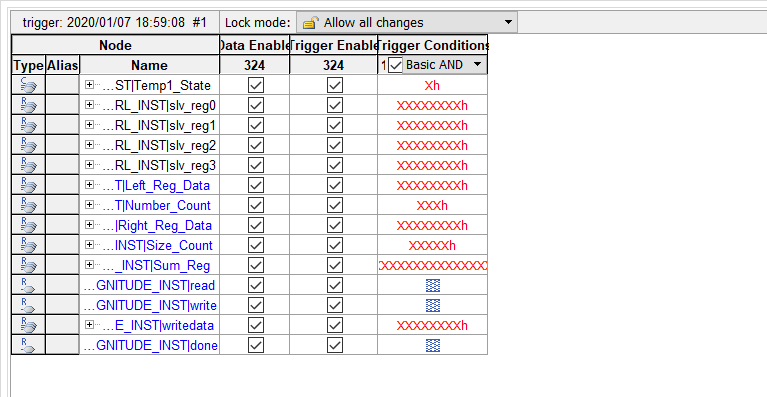 trigger: 2020/01/07 18:59:08 #1 Lock mode: Allow all changes
Node Data Enable Trigger Enable Trigger Conditions
Type Alias Name 324 324 1 Basic AND
...ST|Temp1_State Xh
...RL_INST|slv_reg0 XXXXXXXXh
...RL_INST|slv_reg1 XXXXXXXXh
...RL_INST|slv_reg2 XXXXXXXXh
...RL_INST|slv_reg3 XXXXXXXXh
...T|Left_Reg_Data XXXXXXXXh
...T|Number_Count XXXh
...|Right_Reg_Data XXXXXXXXh
...INST|Size_Count XXXXXh
..._INST|Sum_Reg XXXXXXXXXXXXXX
...GNITUDE_INST|read
...GNITUDE_INST|write
...E_INST|writedata XXXXXXXXh
...GNITUDE_INST|done